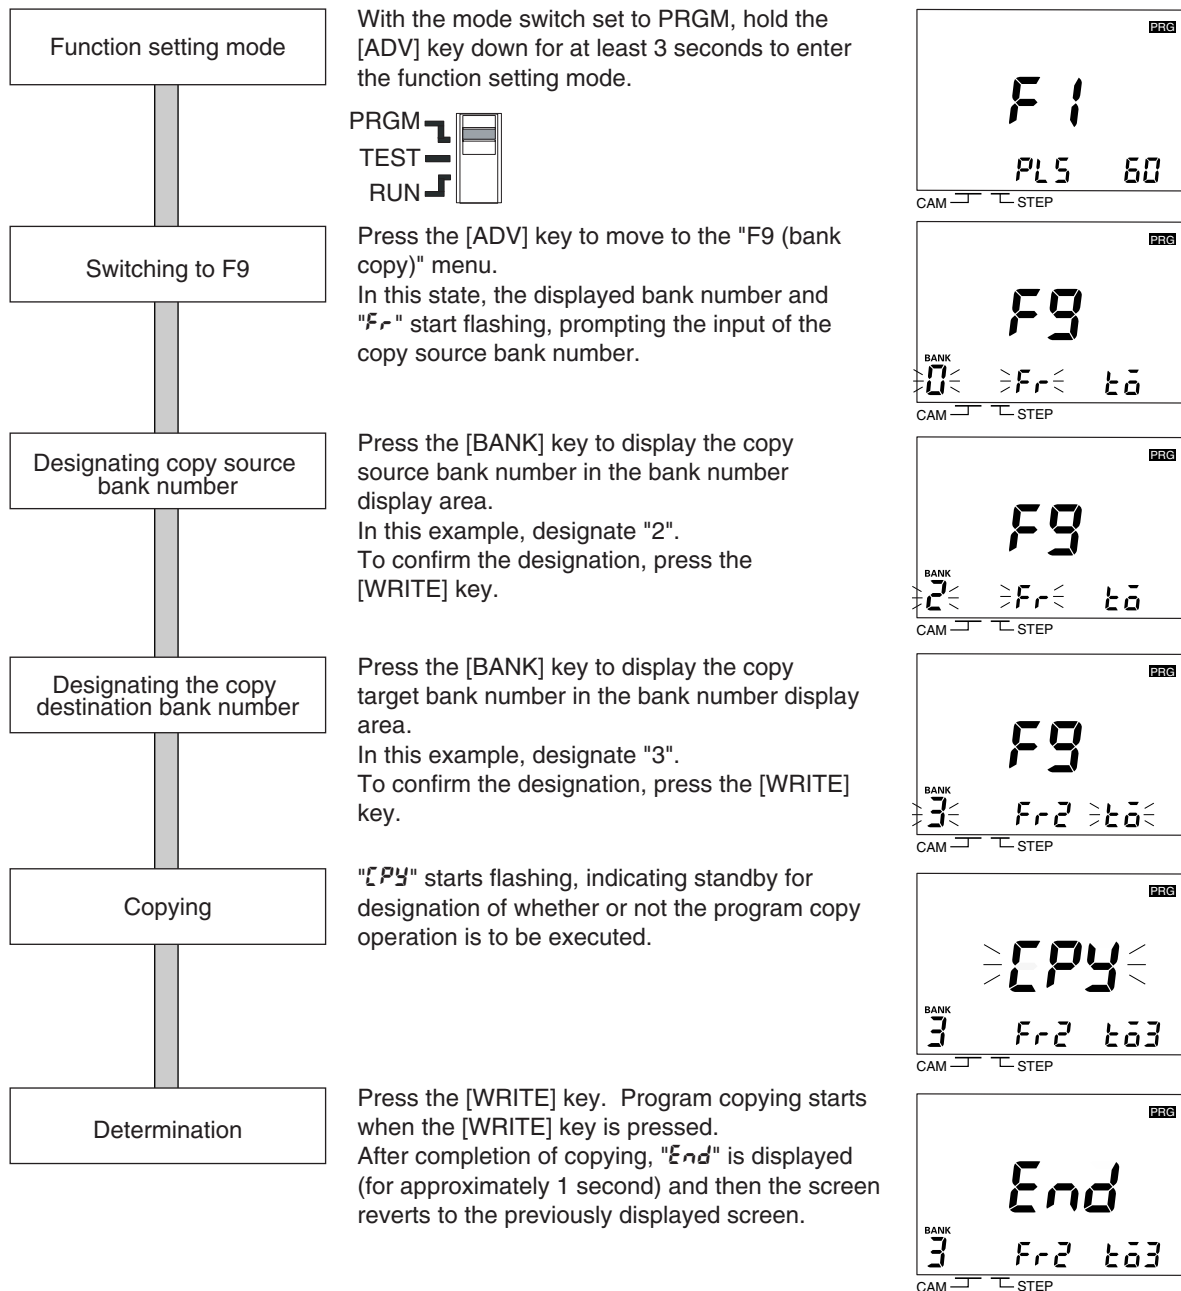 Function setting mode
With the mode switch set to PRGM, hold the
[ADV] key down for at least 3 seconds to enter
the function setting mode.
PRGM
TEST
RUN
PRG
F1
PLS 60
CAM STEP
Switching to F9
Press the [ADV] key to move to the "F9 (bank
copy)" menu.
In this state, the displayed bank number and
"Fr" start flashing, prompting the input of the
copy source bank number.
PRG
F9
BANK
0 Fr to
CAM STEP
Designating copy source
bank number
Press the [BANK] key to display the copy
source bank number in the bank number
display area.
In this example, designate "2".
To confirm the designation, press the
[WRITE] key.
PRG
F9
BANK
2 Fr to
CAM STEP
Designating the copy
destination bank number
Press the [BANK] key to display the copy
target bank number in the bank number display
area.
In this example, designate "3".
To confirm the designation, press the [WRITE]
key.
PRG
F9
BANK
3 Fr2 to
CAM STEP
Copying
"CPY" starts flashing, indicating standby for
designation of whether or not the program copy
operation is to be executed.
PRG
CPY
BANK
3 Fr2 to3
CAM STEP
Determination
Press the [WRITE] key. Program copying starts
when the [WRITE] key is pressed.
After completion of copying, "End" is displayed
(for approximately 1 second) and then the screen
reverts to the previously displayed screen.
PRG
End
BANK
3 Fr2 to3
CAM STEP